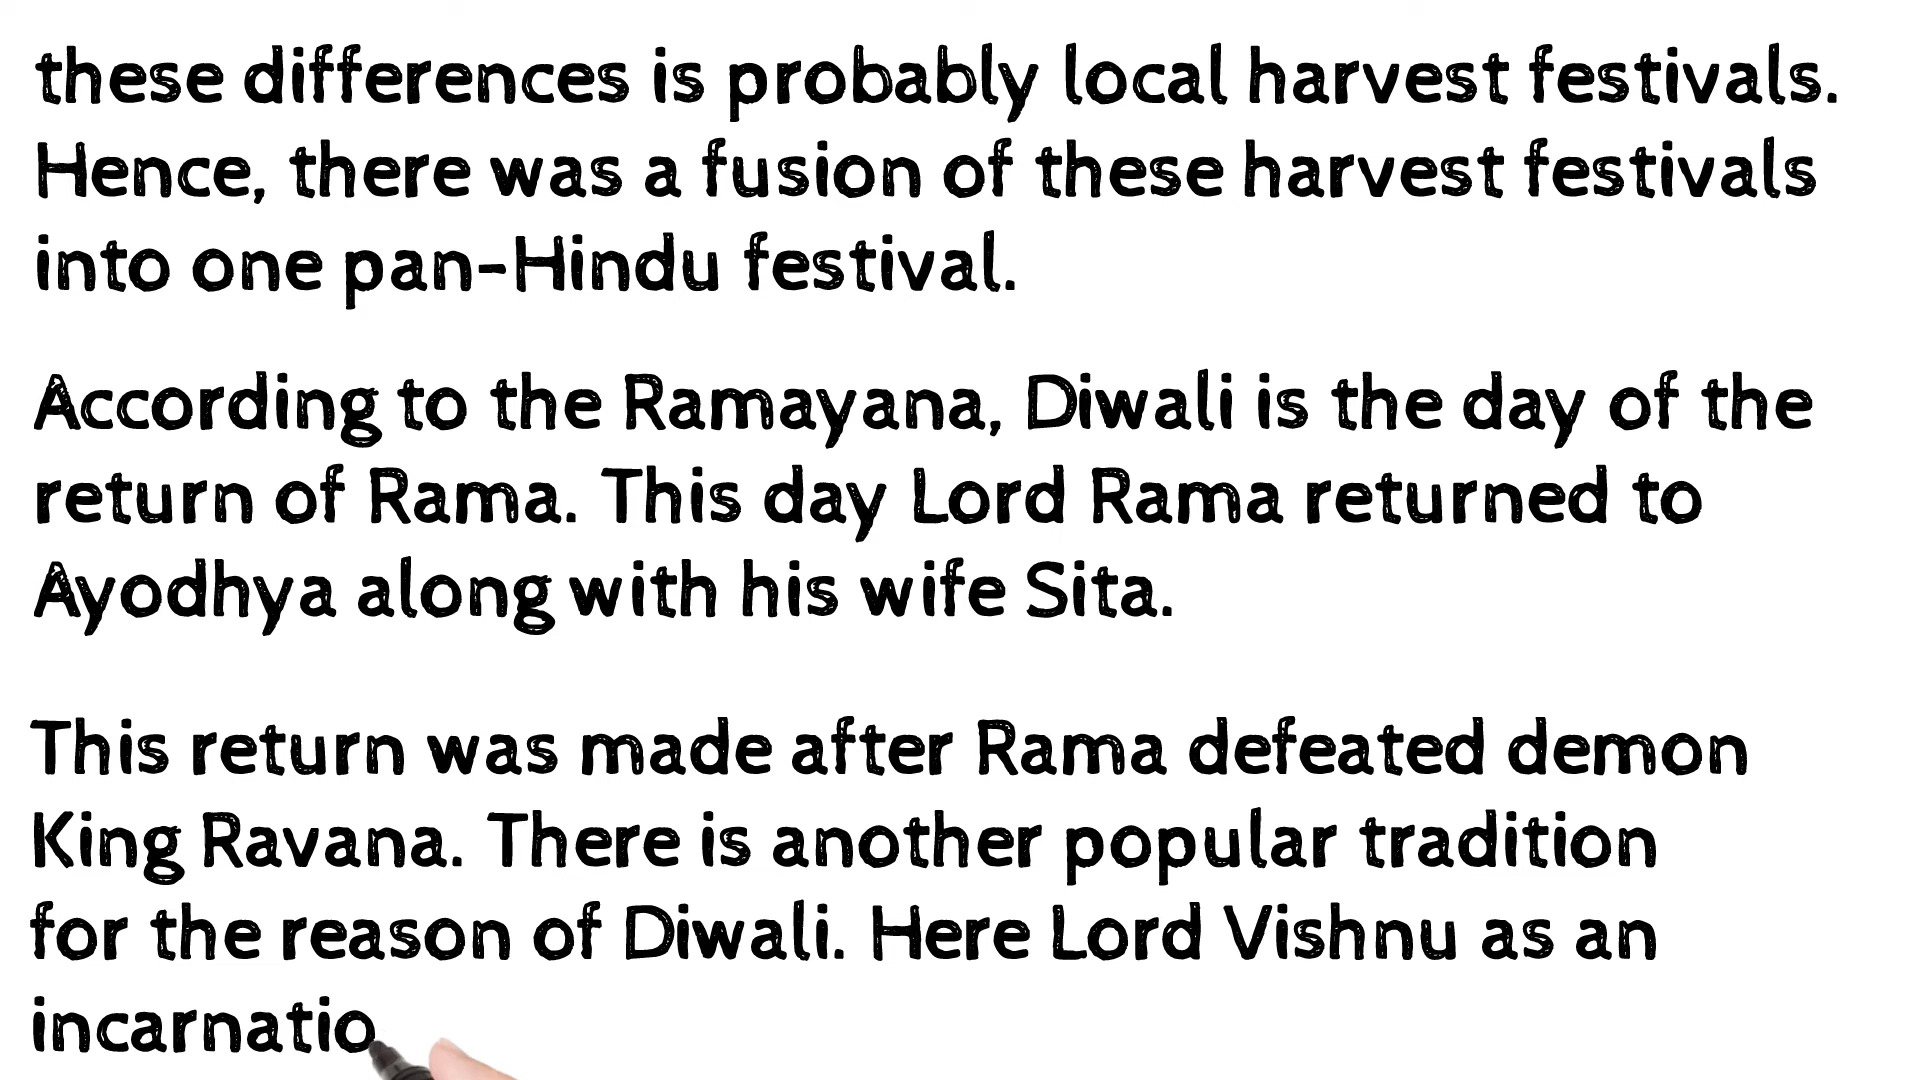 these differences is probably local harvest festivals.
Hence, there was a fusion of these harvest festivals
into one pan-Hindu festival.
According to the Ramayana, Diwali is the day of the
return of Rama. This day Lord Rama returned to
Ayodhya along with his wife Sita.
This return was made after Rama defeated demon
King Ravana. There is another popular tradition
for the reason of Diwali. Here Lord Vishnu as an
incarnatio